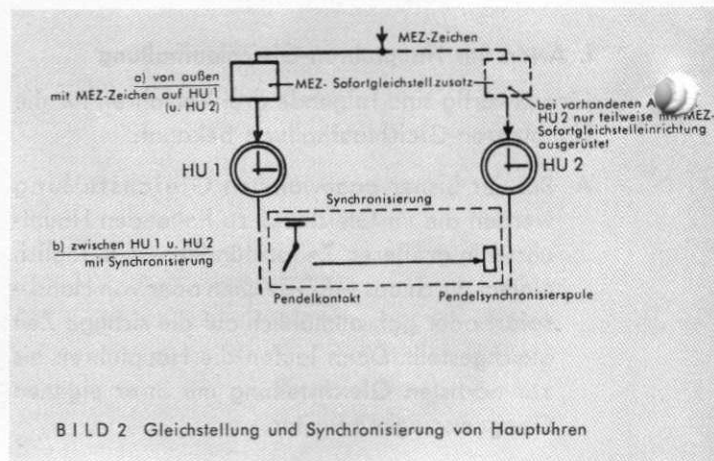 MEZ-Zeichen
a) von außen
mit MEZ-Zeichen auf HU 1
(u. HU 2)
MEZ- Sofortgleichstellzusatz
bei vorhandenen
HU 2 nur teilweise MEZ-
Sofortgleichstelleinrichtung
ausgerüstet
HU 1
HU 2
Synchronisierung
b) zwischen HU 1 u. HU 2
mit Synchronisierung
Pendelkontakt
Pendelsynchronisierspule
BILD 2 Gleichstellung und Synchronisierung von Hauptuhren